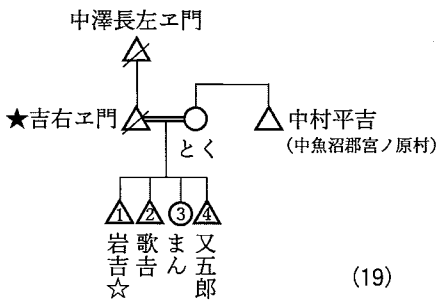 中澤長左ヱ門
★吉右ヱ門
とく
中村平吉
(中魚沼郡宮ノ原村)
1
2
3
4
岩吉☆
歌吉
まん
又五郎
(19)